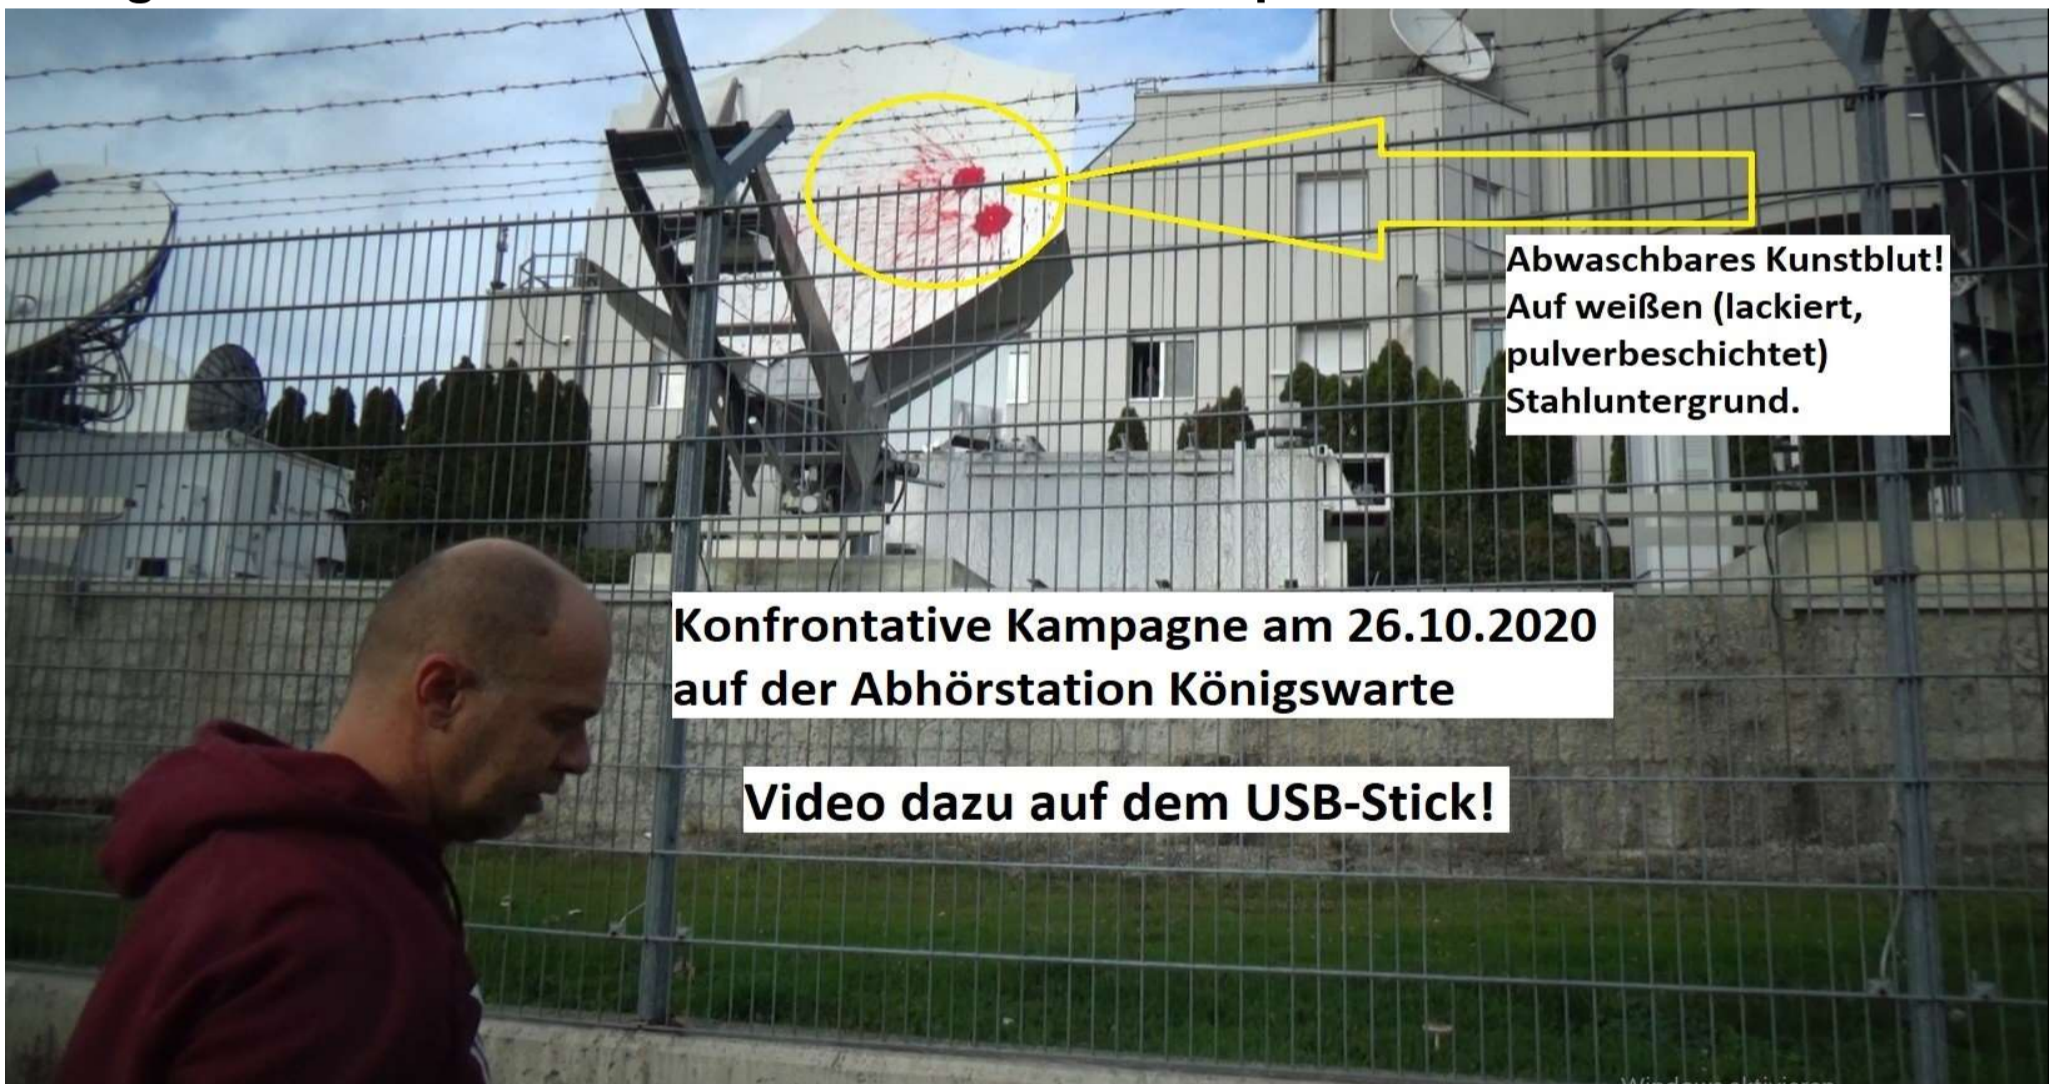 Abwaschbares Kunstblut!
Auf weißen (lackiert,
pulverbeschichtet)
Stahluntergrund.
Konfrontative Kampagne am 26.10.2020
auf der Abhörstation Königswarte
Video dazu auf dem USB-Stick!